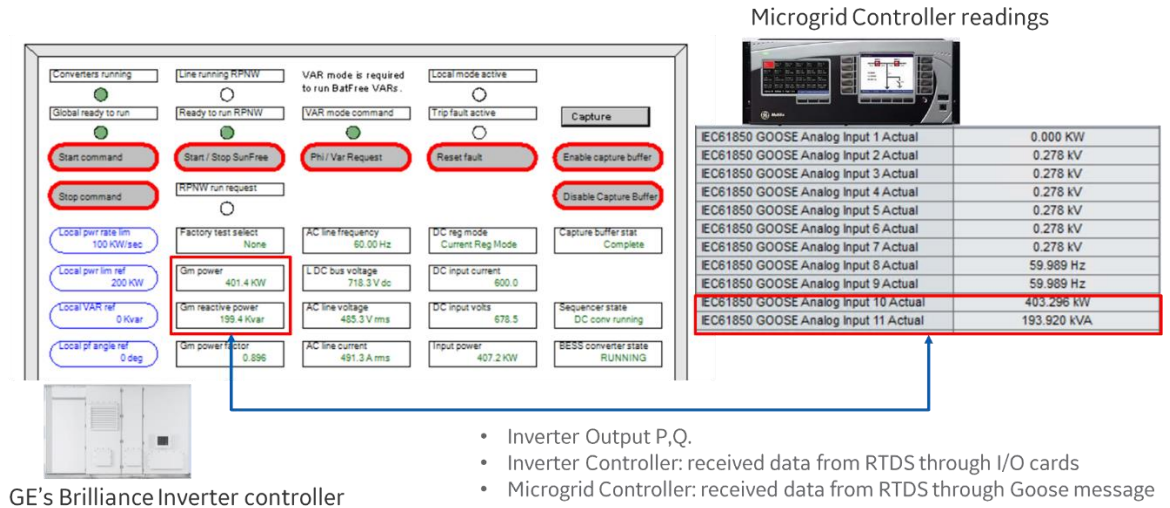 Microgrid Controller readings
Converters running
Line running RPNW
VAR mode is required
to run BatFree VARs.
Local mode active
Global ready to run
Ready to run RPNW
VAR mode command
Trip fault active
Capture
Start command
Start / Stop SunFree
Phi / Var Request
Reset fault
Enable capture buffer
Stop command
RPNW run request
Disable Capture Buffer
Local pwr rate lim
100 KW/sec
Factory test select
None
AC line frequency
60.00 Hz
DC reg mode
Current Reg Mode
Capture buffer stat
Complete
Local pwr lim ref
200 KW
Gm power
401.4 KW
L DC bus voltage
718.3 V dc
DC input current
600.0
Local VAR ref
0 Kvar
Gm reactive power
199.4 Kvar
AC line voltage
485.3 V rms
DC input volts
678.5
Sequencer state
DC conv running
Local pf angle ref
0 deg
Gm power factor
0.896
AC line current
491.3 A rms
Input power
407.2 KW
BESS converter state
RUNNING
IEC61850 GOOSE Analog Input 1 Actual 0.000 KW
IEC61850 GOOSE Analog Input 2 Actual 0.278 kV
IEC61850 GOOSE Analog Input 3 Actual 0.278 kV
IEC61850 GOOSE Analog Input 4 Actual 0.278 kV
IEC61850 GOOSE Analog Input 5 Actual 0.278 kV
IEC61850 GOOSE Analog Input 6 Actual 0.278 kV
IEC61850 GOOSE Analog Input 7 Actual 0.278 kV
IEC61850 GOOSE Analog Input 8 Actual 59.989 Hz
IEC61850 GOOSE Analog Input 9 Actual 59.989 Hz
IEC61850 GOOSE Analog Input 10 Actual 403.296 kW
IEC61850 GOOSE Analog Input 11 Actual 193.920 kVA
GE's Brilliance Inverter controller
• Inverter Output P,Q.
• Inverter Controller: received data from RTDS through I/O cards
• Microgrid Controller: received data from RTDS through Goose message